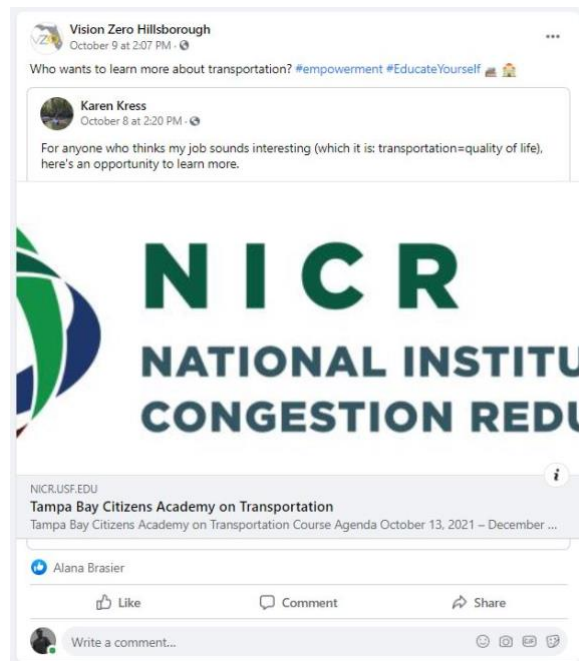 Vision Zero Hillsborough
October 9 at 2:07 PM ·
Who wants to learn more about transportation? #empowerment #EducateYourself
Karen Kress
October 8 at 2:20 PM ·
For anyone who thinks my job sounds interesting (which it is: transportation=quality of life),
here's an opportunity to learn more.
NICR
NATIONAL INSTITU
CONGESTION REDU
NICR.USF.EDU
Tampa Bay Citizens Academy on Transportation
Tampa Bay Citizens Academy on Transportation Course Agenda October 13, 2021 – December ...
Alana Brasier
Like Comment Share
Write a comment...